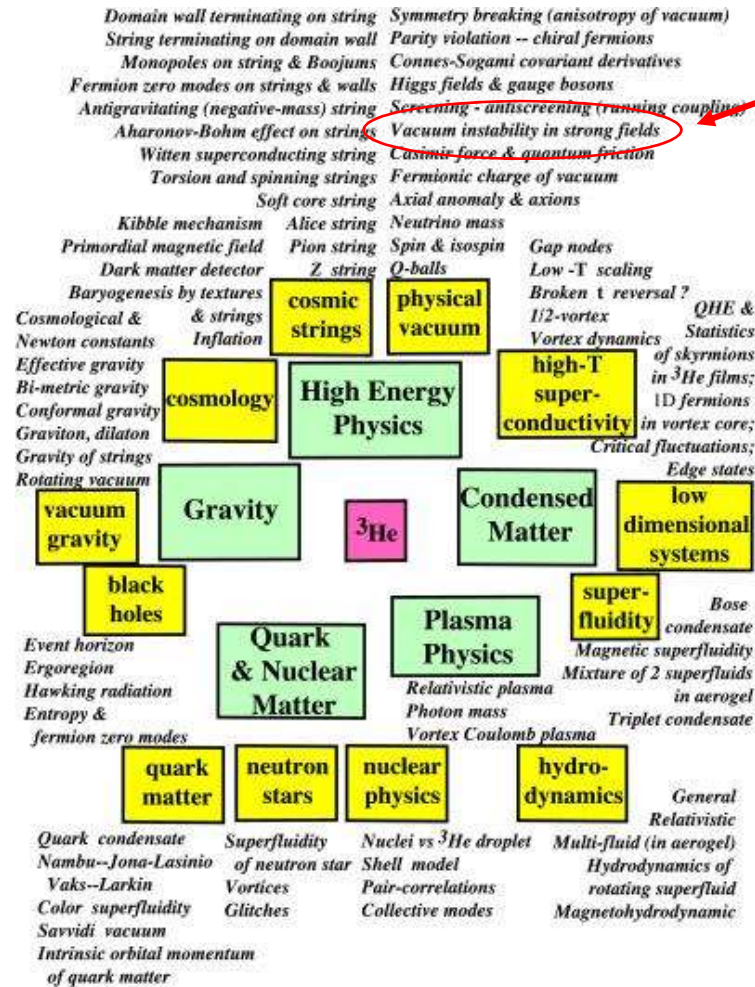 Domain wall terminating on string
String terminating on domain wall
Monopoles on string & Boojums
Fermion zero modes on strings & walls
Antigravitating (negative-mass) string
Aharonov-Bohm effect on strings
Witten superconducting string
Torsion and spinning strings
Soft core string
Alice string
Pion string
Z string
Symmetry breaking (anisotropy of vacuum)
Parity violation -- chiral fermions
Connes-Sogami covariant derivatives
Higgs fields & gauge bosons
Screening - antiscreening (running coupling)
Vacuum instability in strong fields
Casimir force & quantum friction
Fermionic charge of vacuum
Axial anomaly & axions
Neutrino mass
Spin & isospin
Q-balls
Kibble mechanism
Primordial magnetic field
Dark matter detector
Baryogenesis by textures
& strings
Inflation
Gap nodes
Low -T scaling
Broken t reversal ?
1/2-vortex
Vortex dynamics
cosmic
strings
physical
vacuum
Cosmological &
Newton constants
Effective gravity
Bi-metric gravity
Conformal gravity
Graviton, dilaton
Gravity of strings
Rotating vacuum
cosmology
High Energy
Physics
high-T
super-
conductivity
QHE &
Statistics
of skyrmions
in ³He films;
1D fermions
in vortex core;
Critical fluctuations;
Edge states
vacuum
gravity
Gravity
³He
Condensed
Matter
low
dimensional
systems
black
holes
Quark
& Nuclear
Matter
Plasma
Physics
super-
fluidity
Bose
condensate
Magnetic superfluidity
Mixture of 2 superfluids
in aerogel
Triplet condensate
Event horizon
Ergoregion
Hawking radiation
Entropy &
fermion zero modes
Relativistic plasma
Photon mass
Vortex Coulomb plasma
quark
matter
neutron
stars
nuclear
physics
hydro-
dynamics
Quark condensate
Nambu--Jona-Lasinio
Vaks--Larkin
Color superfluidity
Savvidi vacuum
Intrinsic orbital momentum
of quark matter
Superfluidity
of neutron star
Vortices
Glitches
Nuclei vs ³He droplet
Shell model
Pair-correlations
Collective modes
General
Relativistic
Multi-fluid (in aerogel)
Hydrodynamics of
rotating superfluid
Magnetohydrodynamic